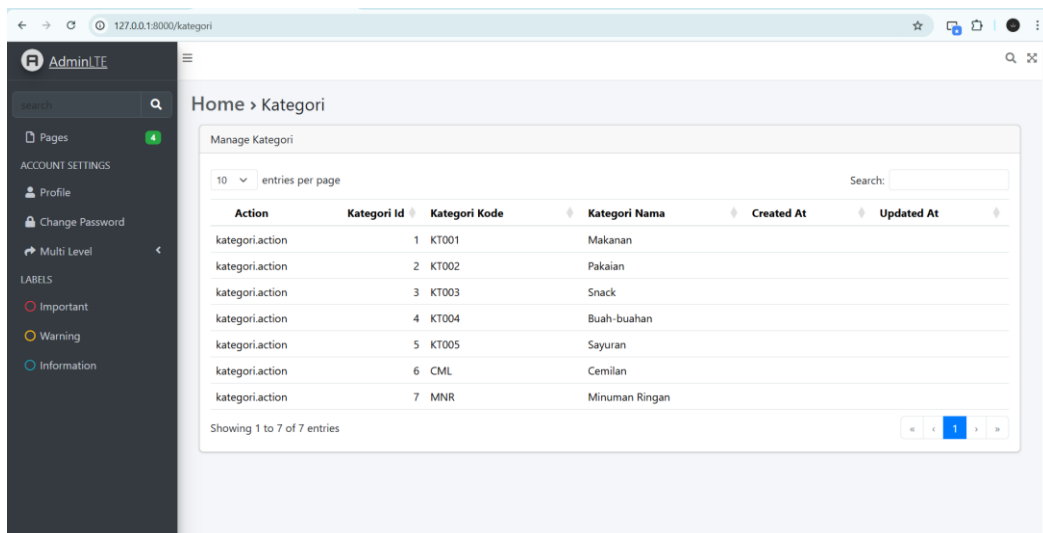 127.0.0.1:8000/kategori
AdminLTE
search
Pages 4
ACCOUNT SETTINGS
Profile
Change Password
Multi Level
LABELS
Important
Warning
Information
Home › Kategori
Manage Kategori
10 entries per page Search:
Action Kategori Id Kategori Kode Kategori Nama Created At Updated At
kategori.action 1 KT001 Makanan
kategori.action 2 KT002 Pakaian
kategori.action 3 KT003 Snack
kategori.action 4 KT004 Buah-buahan
kategori.action 5 KT005 Sayuran
kategori.action 6 CML Cemilan
kategori.action 7 MNR Minuman Ringan
Showing 1 to 7 of 7 entries « ‹ 1 › »